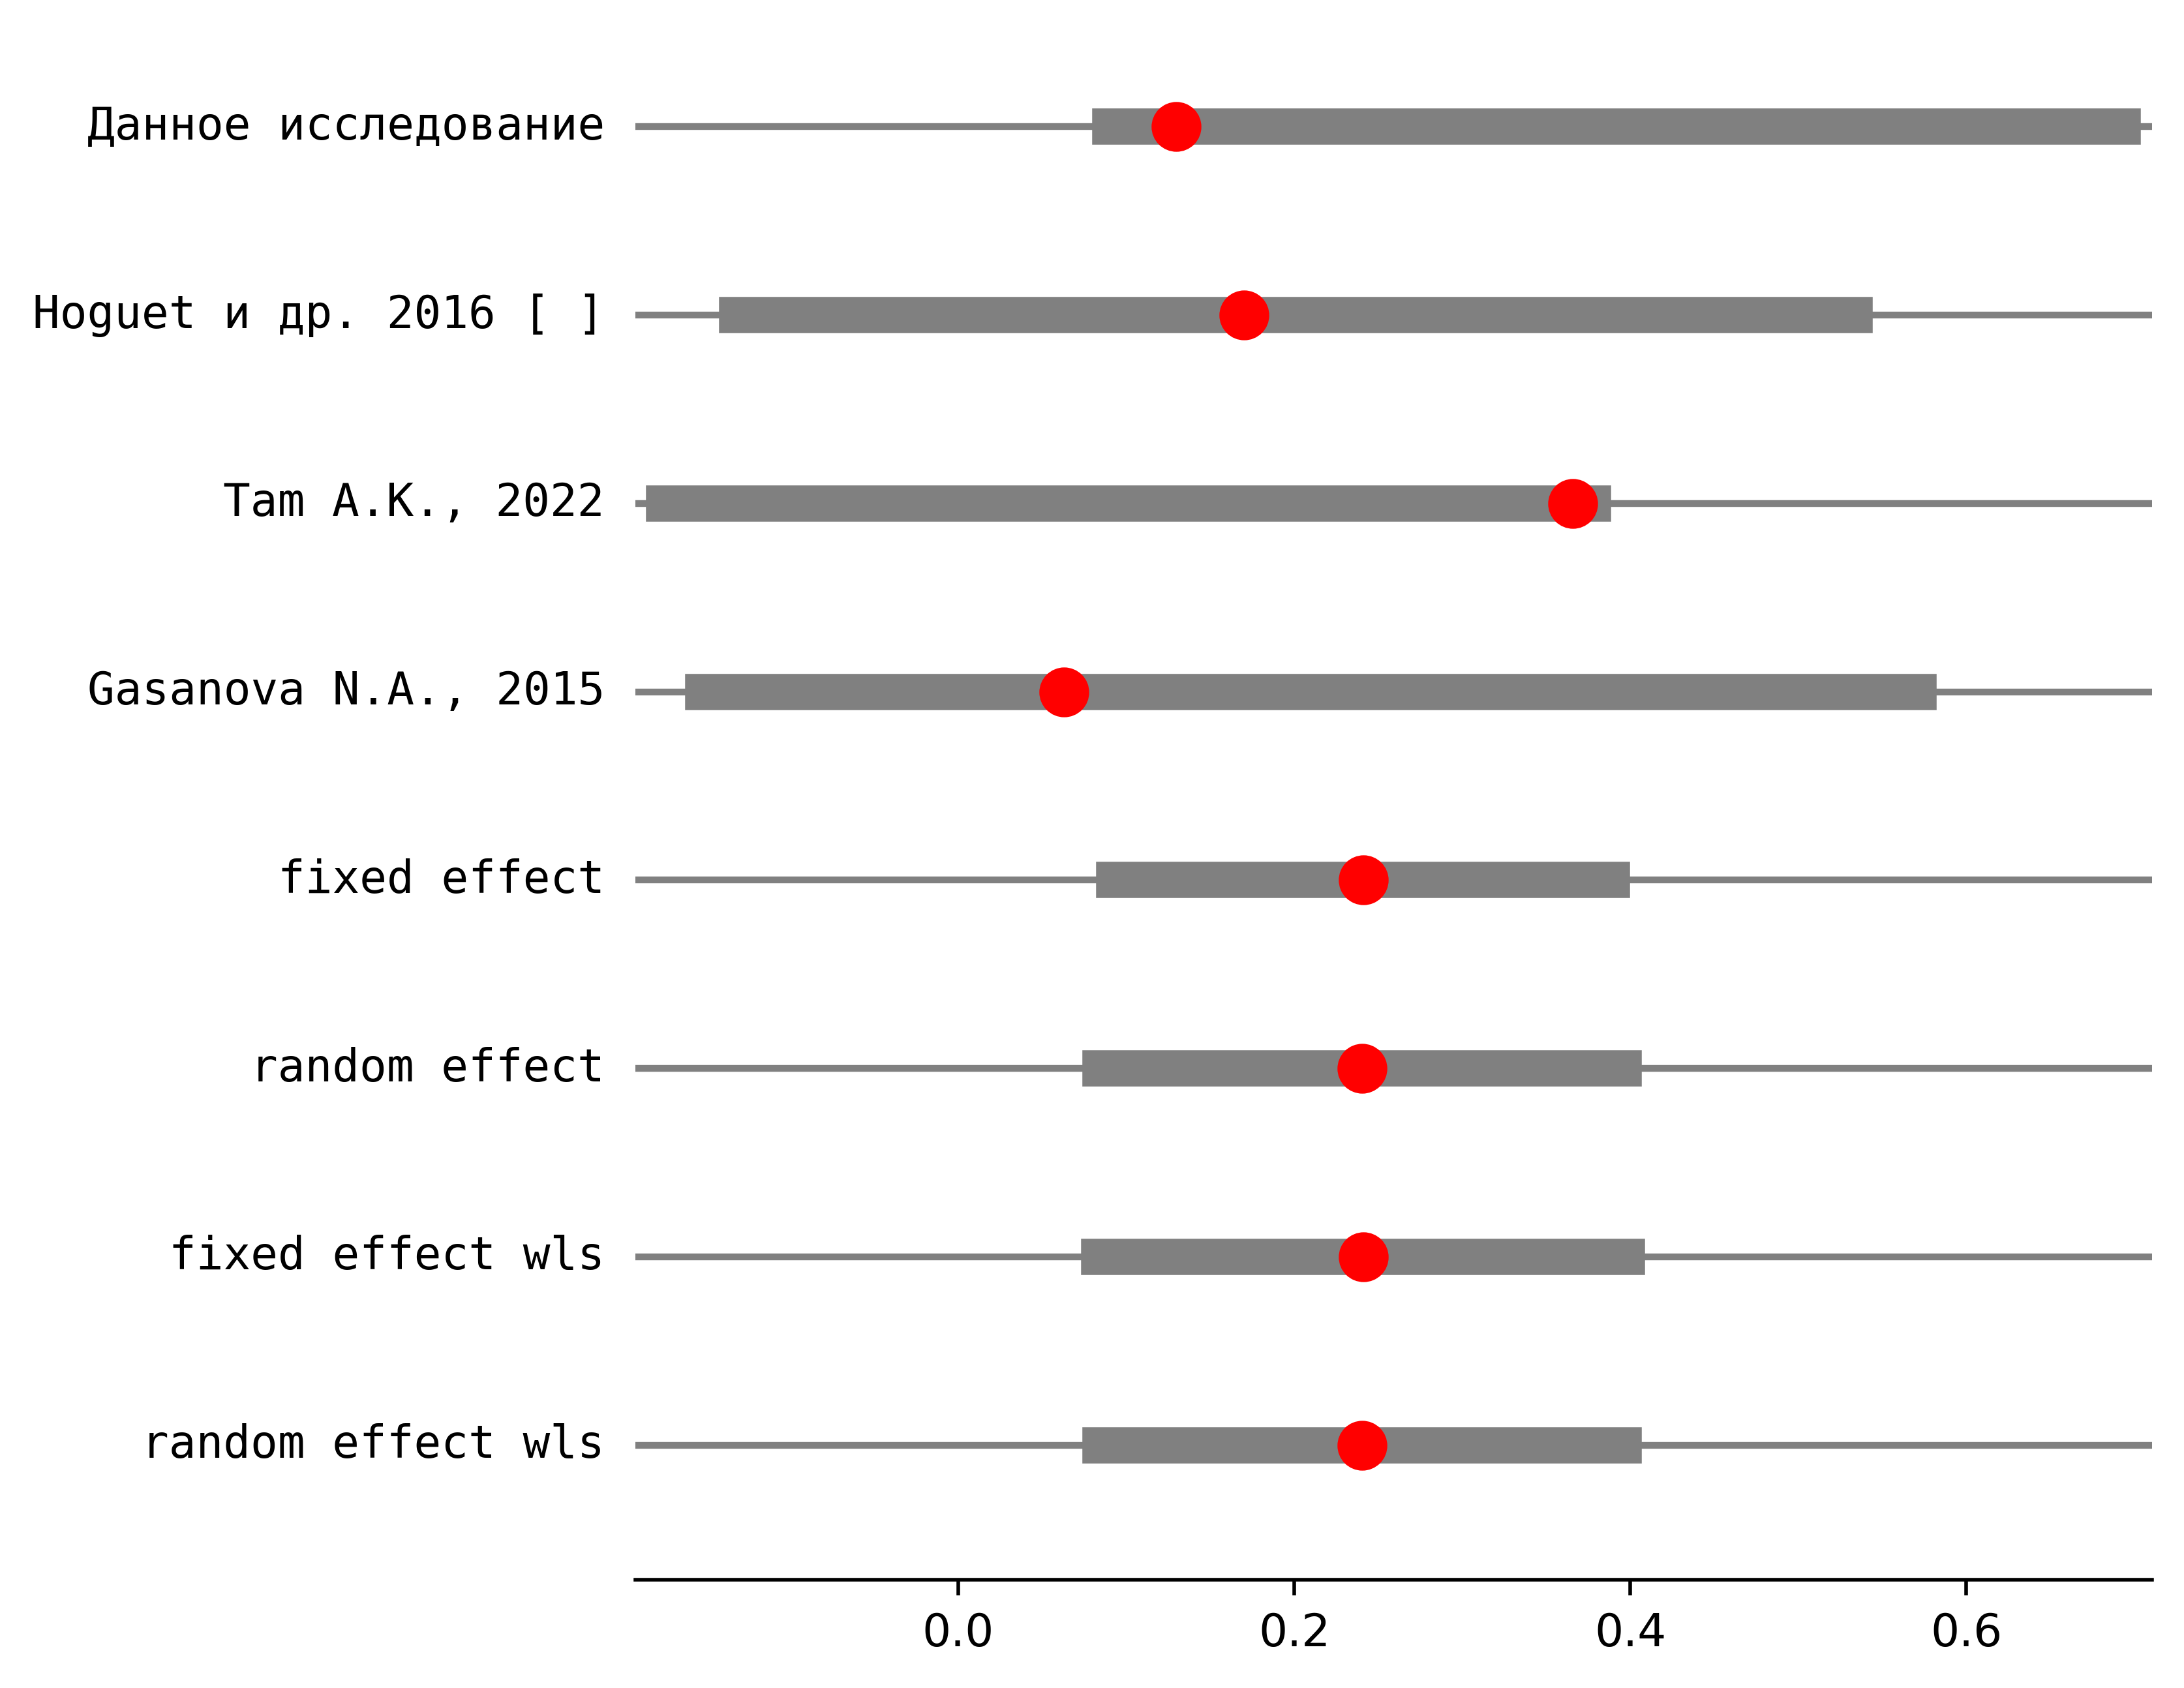 Данное исследование
Hoguet и др. 2016 [ ]
Tam A.K., 2022
Gasanova N.A., 2015
fixed effect
random effect
fixed effect wls
random effect wls
0.0 0.2 0.4 0.6